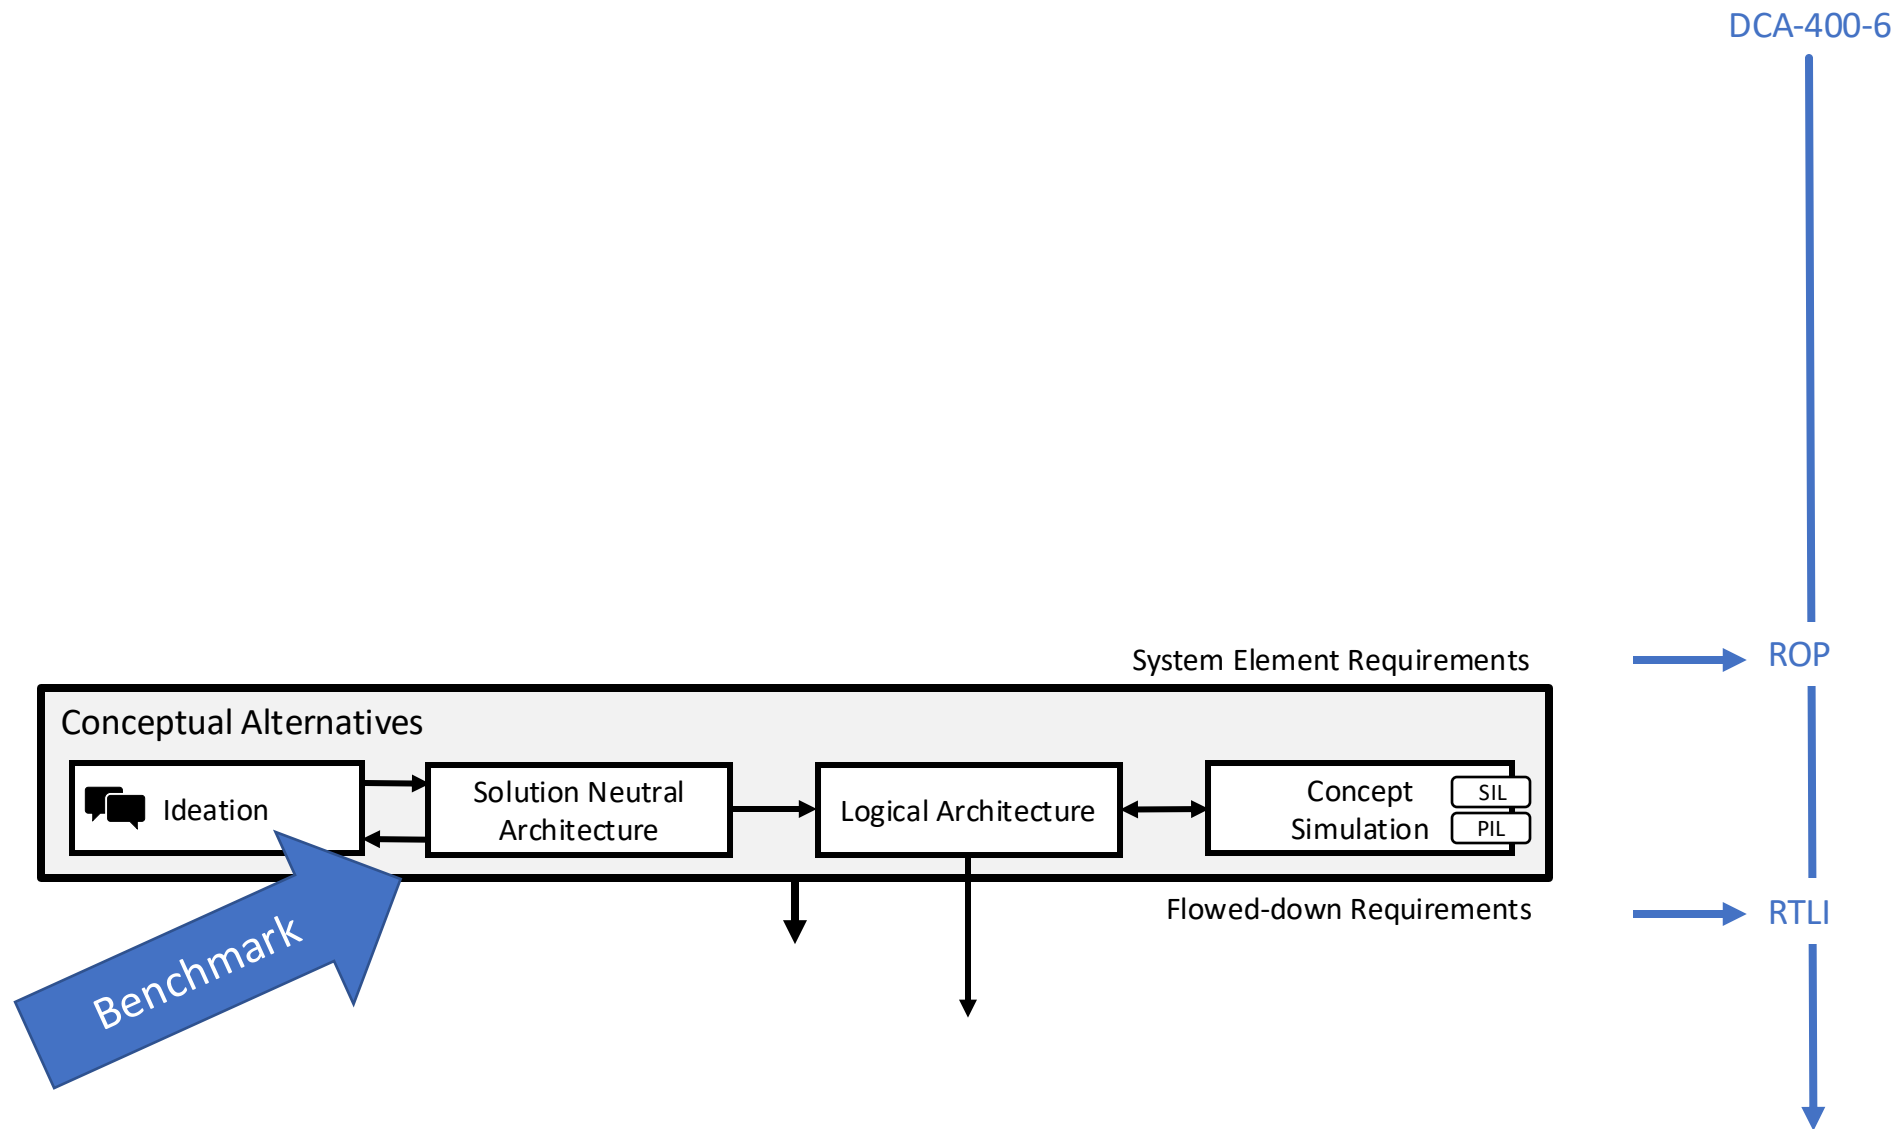 DCA-400-6
System Element Requirements
ROP
Conceptual Alternatives
Ideation
Solution Neutral
Architecture
Logical Architecture
Concept
Simulation
SIL
PIL
Flowed-down Requirements
RTLI
Benchmark